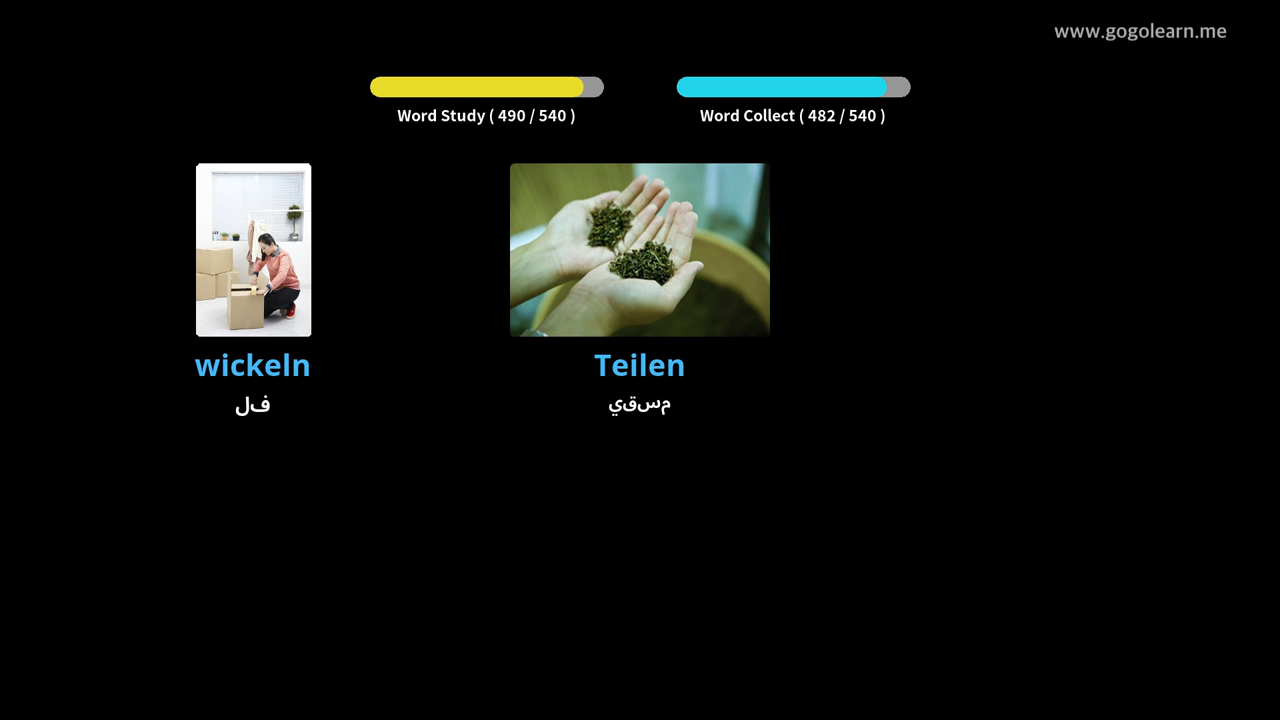 www.gogolearn.me
Word Study ( 490 / 540 )
Word Collect ( 482 / 540 )
wickeln
فل
Teilen
مسقي